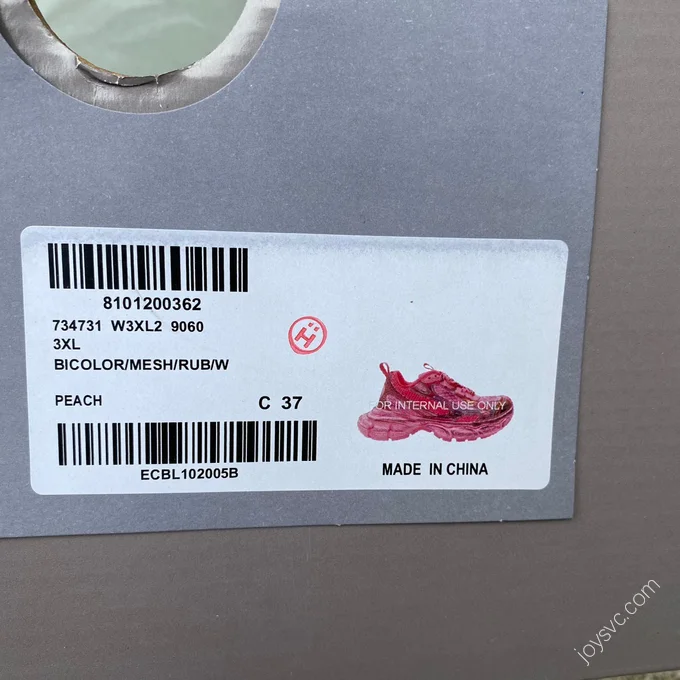 8101200362
734731 W3XL2 9060
3XL
BICOLOR/MESH/RUB/W
H
PEACH C 37
OR INTERNAL USE ONLY
ECBL102005B
MADE IN CHINA
joysvc.com